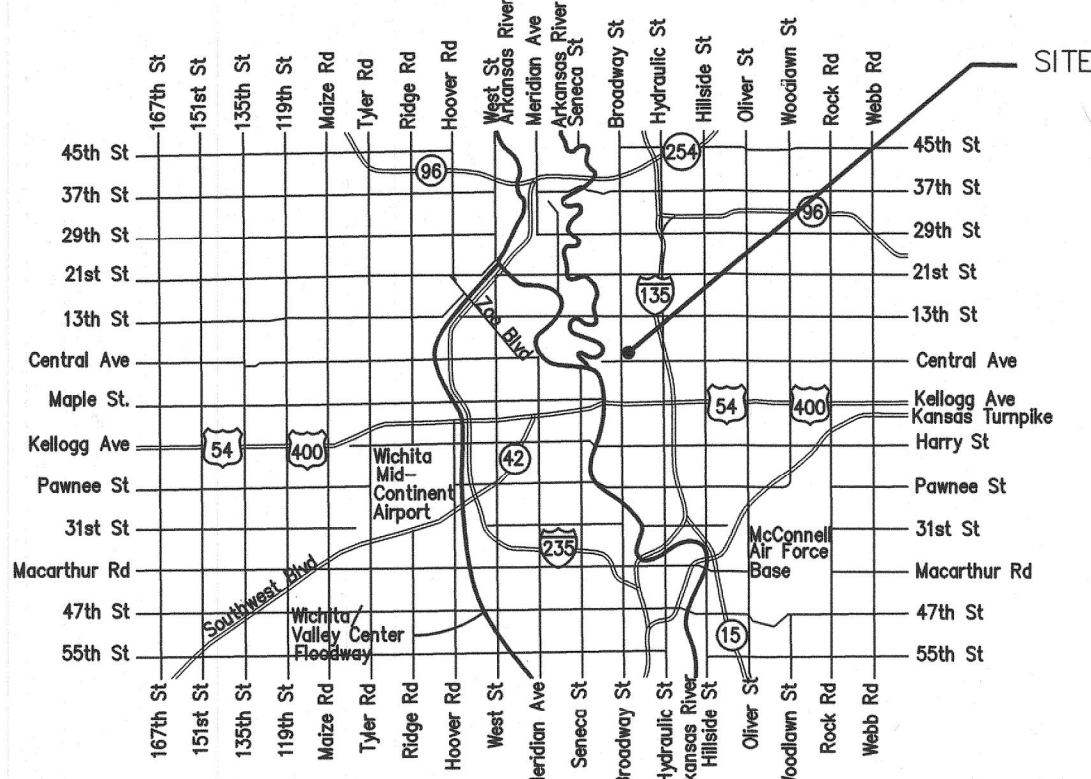 167th St
151st St
135th St
119th St
Maize Rd
Tyler Rd
Ridge Rd
Hoover Rd
West St
Arkansas River
Meridian Ave
Arkansas River
Seneca St
Broadway St
Hydraulic St
Hillside St
Oliver St
Woodlawn St
Rock Rd
Webb Rd
SITE
45th St
37th St
29th St
21st St
13th St
Central Ave
Maple St.
Kellogg Ave
Pawnee St
31st St
Macarthur Rd
47th St
55th St
96
254
96
135
Zoo Blvd
54
400
54
400
42
Wichita
Mid-
Continent
Airport
235
McConnell
Air Force
Base
Southwest Blvd
Wichita/
Valley Center
Floodway
15
45th St
37th St
29th St
21st St
13th St
Central Ave
Kellogg Ave
Kansas Turnpike
Harry St
Pawnee St
31st St
Macarthur Rd
47th St
55th St
167th St
151st St
135th St
119th St
Maize Rd
Tyler Rd
Ridge Rd
Hoover Rd
West St
Meridian Ave
Seneca St
Broadway St
Hydraulic St
Arkansas River
Hillside St
Oliver St
Woodlawn St
Rock Rd
Webb Rd